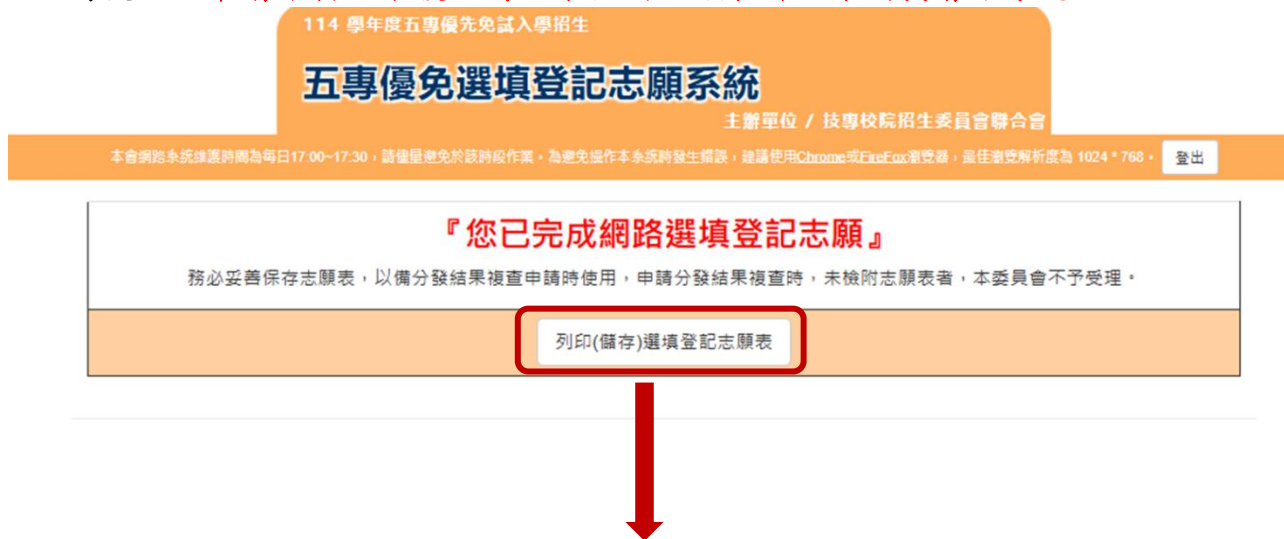 114 學年度五專優先免試入學招生
五專優免選填登記志願系統
主辦單位 / 技專校院招生委員會聯合會
本會網路系統維護時間為每日17:00~17:30，請儘量避免於該時段作業。為避免操作本系統時發生錯誤，建議使用Chrome或FireFox瀏覽器，最佳瀏覽解析度為 1024 * 768。 登出
『您已完成網路選填登記志願』
務必妥善保存志願表，以備分發結果複查申請時使用，申請分發結果複查時，未檢附志願表者，本委員會不予受理。
列印(儲存)選填登記志願表